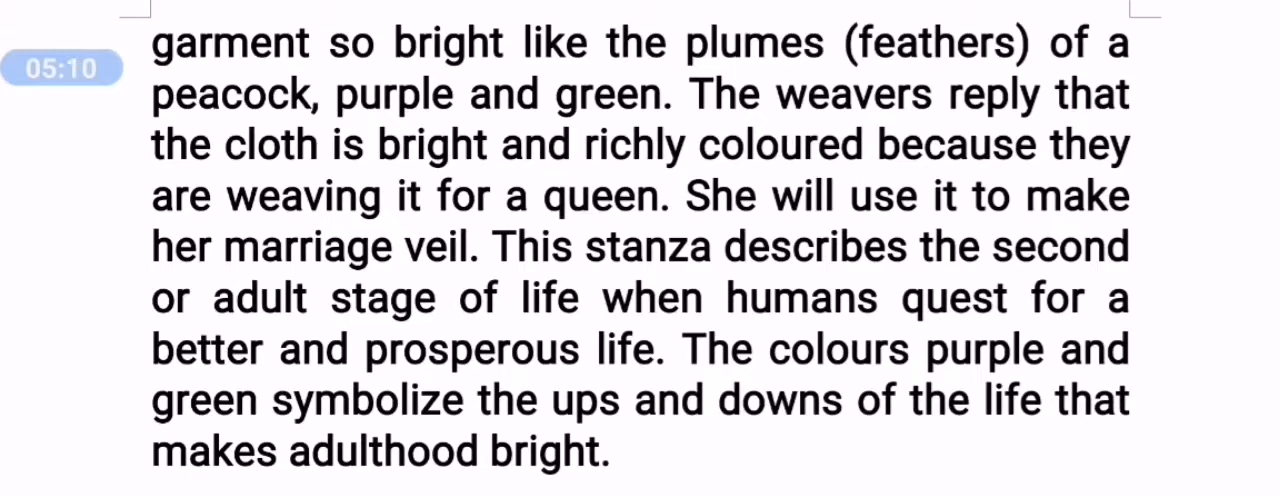 garment so bright like the plumes (feathers) of a
05:10
peacock, purple and green. The weavers reply that
the cloth is bright and richly coloured because they
are weaving it for a queen. She will use it to make
her marriage veil. This stanza describes the second
or adult stage of life when humans quest for a
better and prosperous life. The colours purple and
green symbolize the ups and downs of the life that
makes adulthood bright.